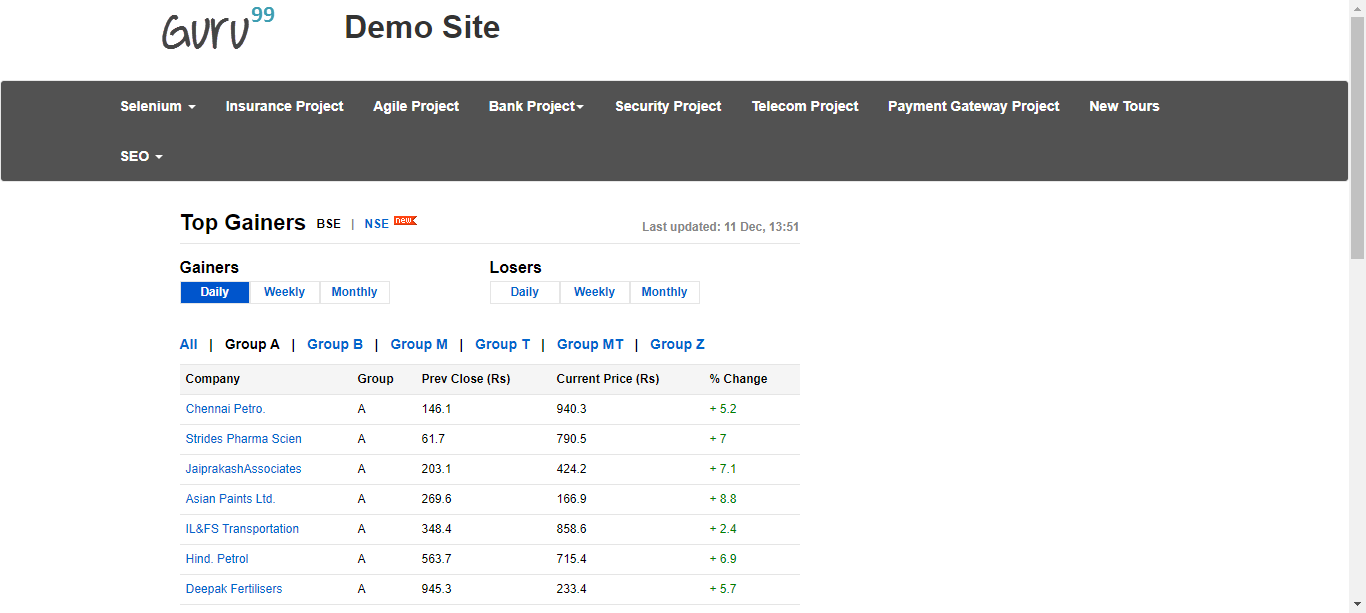 Guru99 Demo Site
Selenium Insurance Project Agile Project Bank Project Security Project Telecom Project Payment Gateway Project New Tours
SEO
Top Gainers BSE | NSE new Last updated: 11 Dec, 13:51
Gainers Losers
Daily Weekly Monthly Daily Weekly Monthly
All | Group A | Group B | Group M | Group T | Group MT | Group Z
Company Group Prev Close (Rs) Current Price (Rs) % Change
Chennai Petro. A 146.1 940.3 + 5.2
Strides Pharma Scien A 61.7 790.5 + 7
JaiprakashAssociates A 203.1 424.2 + 7.1
Asian Paints Ltd. A 269.6 166.9 + 8.8
IL&FS Transportation A 348.4 858.6 + 2.4
Hind. Petrol A 563.7 715.4 + 6.9
Deepak Fertilisers A 945.3 233.4 + 5.7